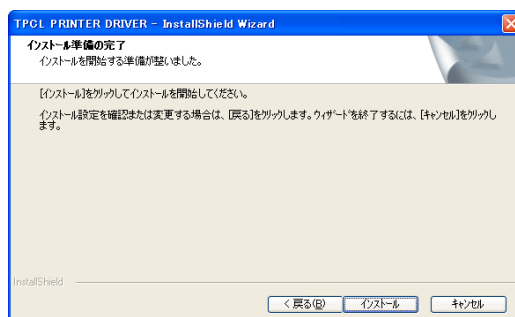 TPCL PRINTER DRIVER - InstallShield Wizard
インストール準備の完了
インストールを開始する準備が整いました。
[インストール]をクリックしてインストールを開始してください。
インストール設定を確認または変更する場合は、[戻る]をクリックします。ウィザードを終了するには、[キャンセル]をクリックし
ます。
InstallShield
< 戻る(B)
インストール
キャンセル